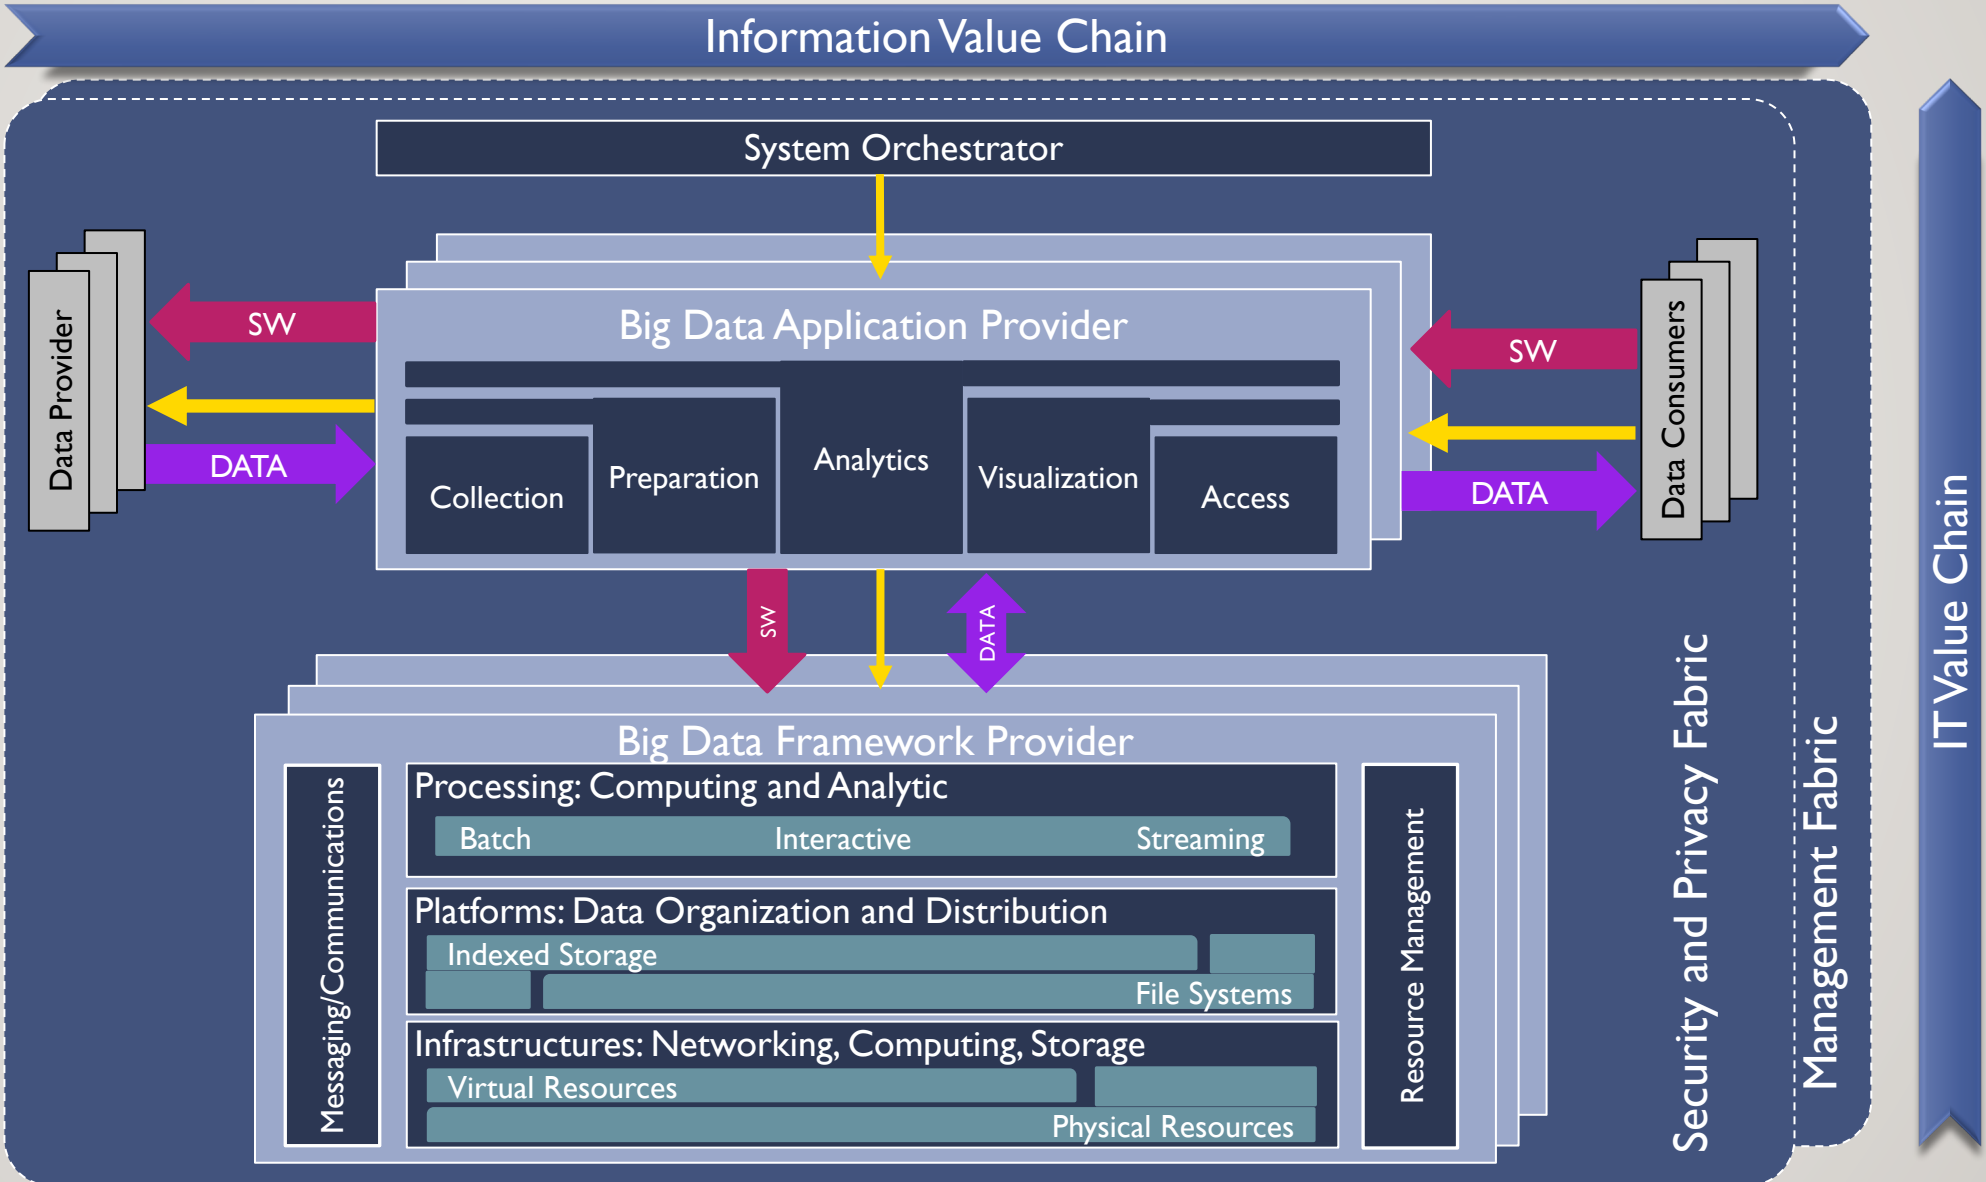 Information Value Chain
System Orchestrator
Big Data Application Provider
Data Provider
SW
DATA
Collection
Preparation
Analytics
Visualization
Access
SW
DATA
Data Consumers
SW
DATA
Big Data Framework Provider
Messaging/Communications
Processing: Computing and Analytic
Batch
Interactive
Streaming
Platforms: Data Organization and Distribution
Indexed Storage
File Systems
Infrastructures: Networking, Computing, Storage
Virtual Resources
Physical Resources
Resource Management
Security and Privacy Fabric
Management Fabric
IT Value Chain